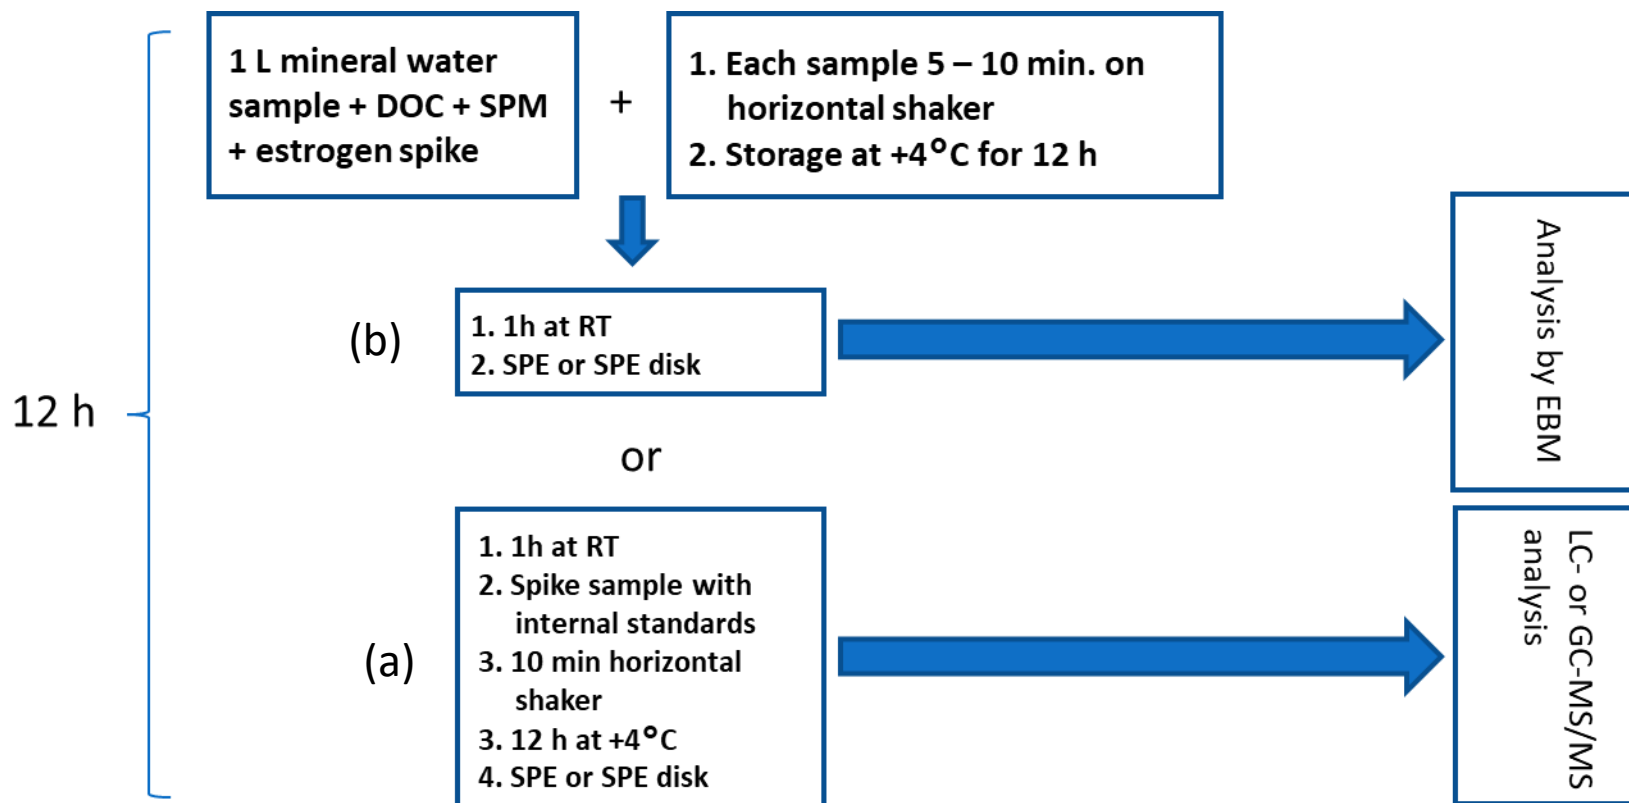 1 L mineral water
sample + DOC + SPM
+ estrogen spike
+
1. Each sample 5 – 10 min. on
horizontal shaker
2. Storage at +4°C for 12 h
(b)
1. 1h at RT
2. SPE or SPE disk
Analysis by EBM
12 h
or
(a)
1. 1h at RT
2. Spike sample with
internal standards
3. 10 min horizontal
shaker
3. 12 h at +4°C
4. SPE or SPE disk
LC- or GC-MS/MS
analysis